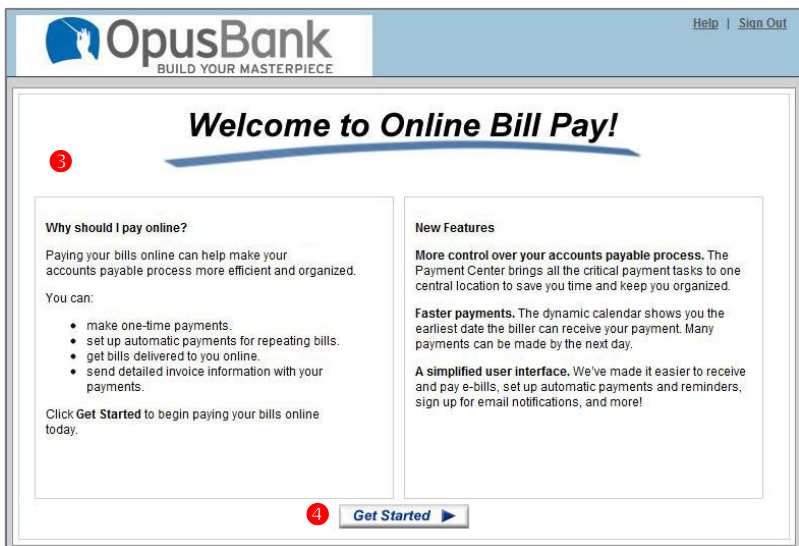 OpusBank
BUILD YOUR MASTERPIECE
Help | Sign Out
Welcome to Online Bill Pay!
3
Why should I pay online?
Paying your bills online can help make your
accounts payable process more efficient and organized.
You can:
• make one-time payments.
• set up automatic payments for repeating bills.
• get bills delivered to you online.
• send detailed invoice information with your
payments.
Click Get Started to begin paying your bills online
today.
New Features
More control over your accounts payable process. The
Payment Center brings all the critical payment tasks to one
central location to save you time and keep you organized.
Faster payments. The dynamic calendar shows you the
earliest date the biller can receive your payment. Many
payments can be made by the next day.
A simplified user interface. We've made it easier to receive
and pay e-bills, set up automatic payments and reminders,
sign up for email notifications, and more!
4
Get Started